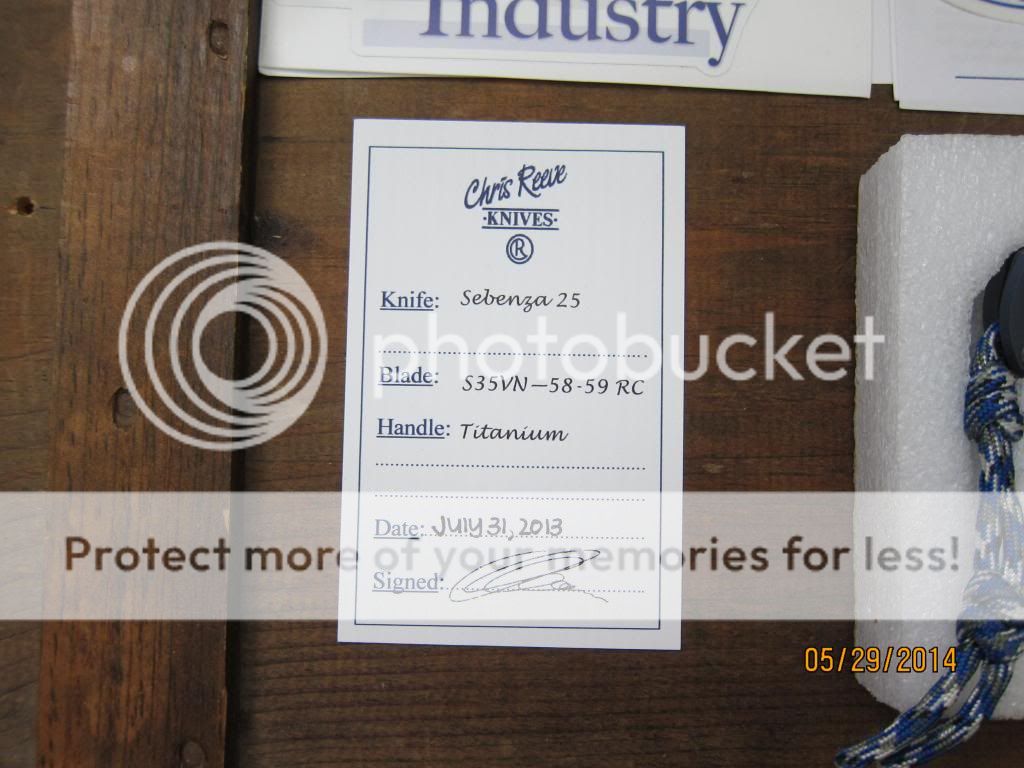 Industry
Chris Reeve
·KNIVES·
®
Knife: Sebenza 25
photobucket
Blade: S35VN—58-59 RC
Handle: Titanium
Date: July 31, 2013
Protect more of your memories for less!
Signed:
05/29/2014